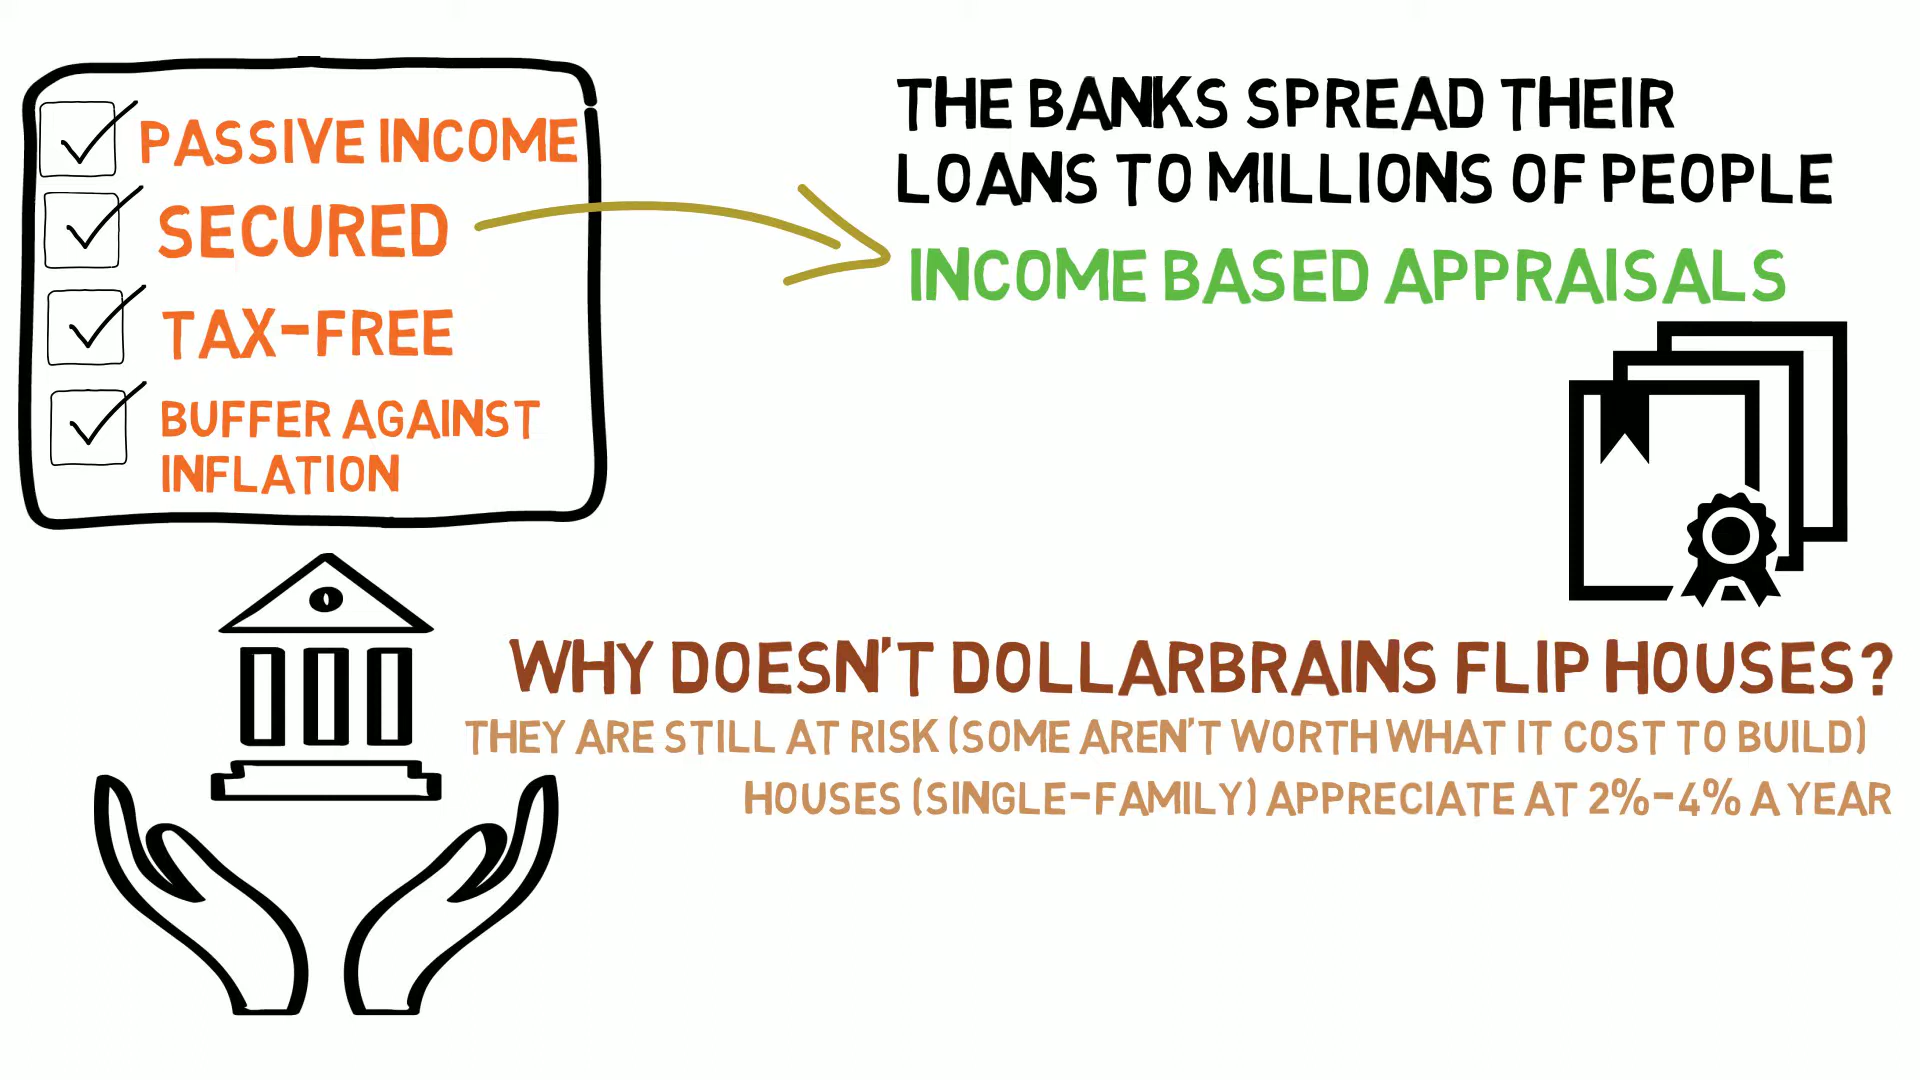 PASSIVE INCOME
SECURED
TAX-FREE
BUFFER AGAINST
INFLATION
THE BANKS SPREAD THEIR
LOANS TO MILLIONS OF PEOPLE
INCOME BASED APPRAISALS
WHY DOESN'T DOLLARBRAINS FLIP HOUSES?
THEY ARE STILL AT RISK (SOME AREN'T WORTH WHAT IT COST TO BUILD)
HOUSES (SINGLE-FAMILY) APPRECIATE AT 2%-4% A YEAR